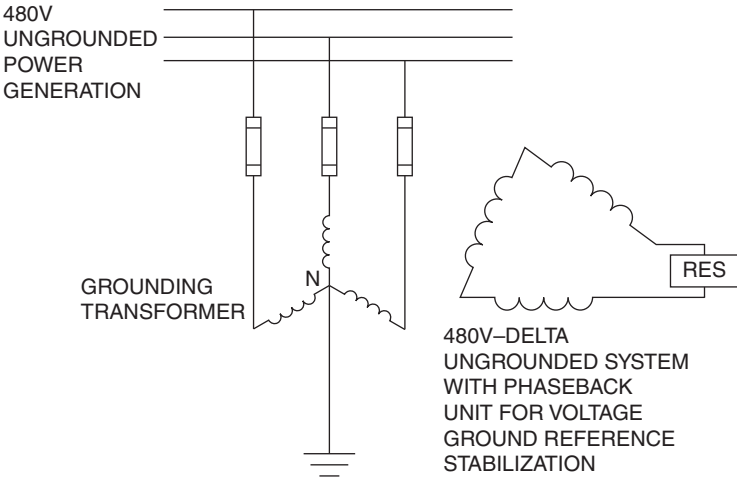 480V
UNGROUNDED
POWER
GENERATION
N
GROUNDING
TRANSFORMER
RES
480V–DELTA
UNGROUNDED SYSTEM
WITH PHASEBACK
UNIT FOR VOLTAGE
GROUND REFERENCE
STABILIZATION